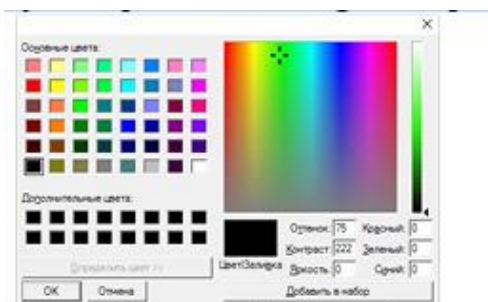 Основные цвета:
Дополнительные цвета:
Определить цвет >>
ОК Отмена
Цвет|Заливка
Оттенок: 75 Красный: 0
Контраст: 222 Зеленый: 0
Яркость: 0 Синий: 0
Добавить в набор